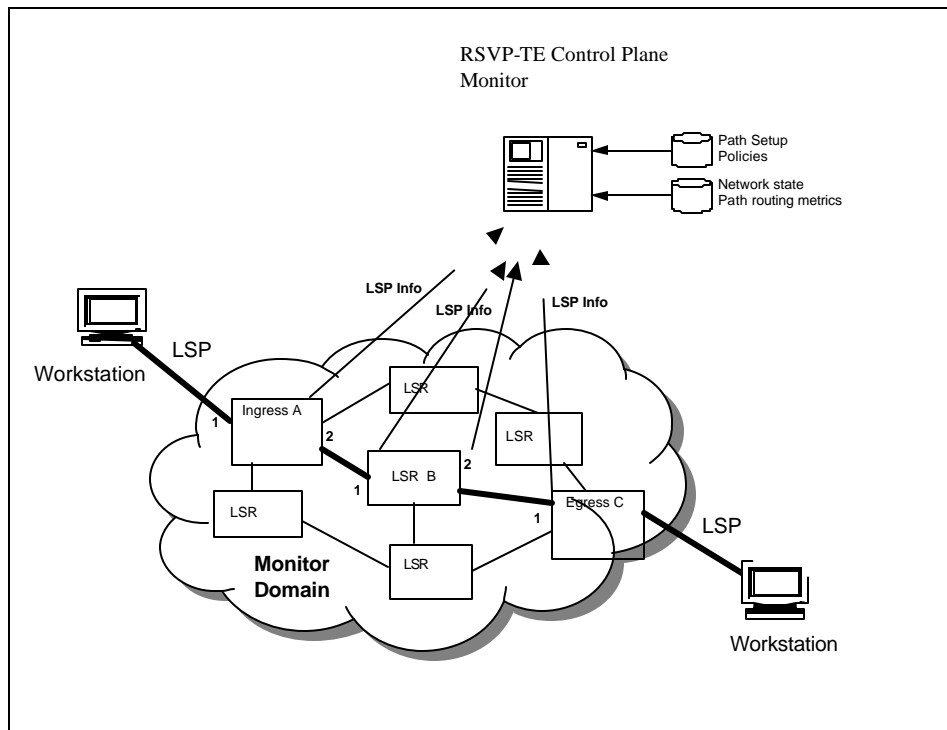 RSVP-TE Control Plane
Monitor
Path Setup
Policies
Network state
Path routing metrics
LSP Info
LSP Info
LSP Info
LSP
Workstation
LSR
Ingress A
1
2
LSR
2
LSR B
1
Egress C
1
LSR
LSP
Monitor
Domain
LSR
Workstation